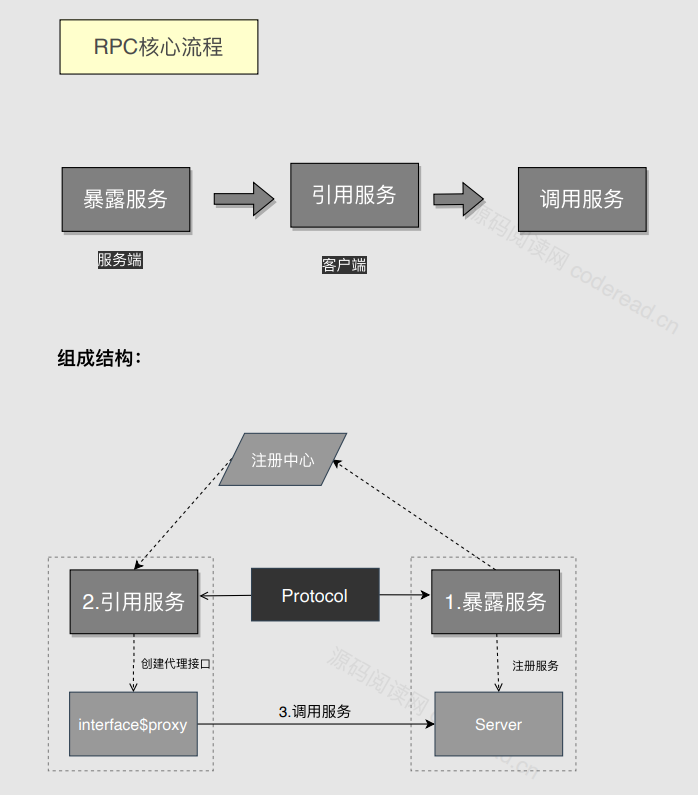 RPC核心流程
暴露服务
引用服务
调用服务
服务端
客户端
源码阅读网 coderead.cn
组成结构：
注册中心
2.引用服务
Protocol
1.暴露服务
创建代理接口
注册服务
源码阅读网
interface$proxy
3.调用服务
Server
ad.cn